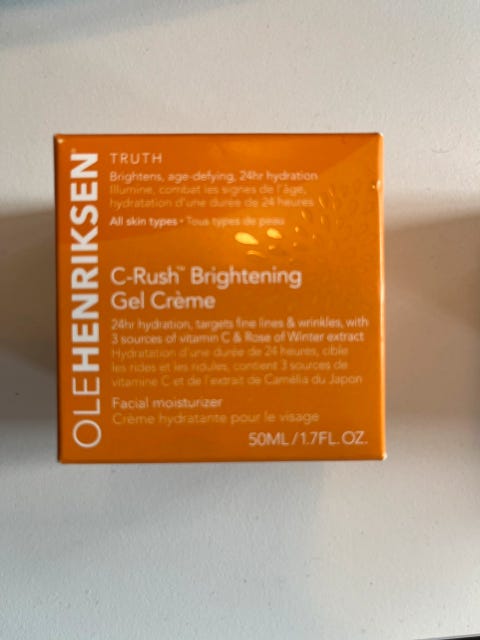 OLEHENRIKSEN®
TRUTH
Brightens, age-defying, 24hr hydration
Illumine, combat les signes de l'âge,
hydratation d'une durée de 24 heures
All skin types • Tous types de peau
C-Rush™ Brightening
Gel Crème
24hr hydration, targets fine lines & wrinkles, with
3 sources of vitamin C & Rose of Winter extract
Hydratation d'une durée de 24 heures, cible
les rides et les ridules, contient 3 sources de
vitamine C et de l'extrait de Camélia du Japon
Facial moisturizer
Crème hydratante pour le visage
50ML/1.7FL. OZ.